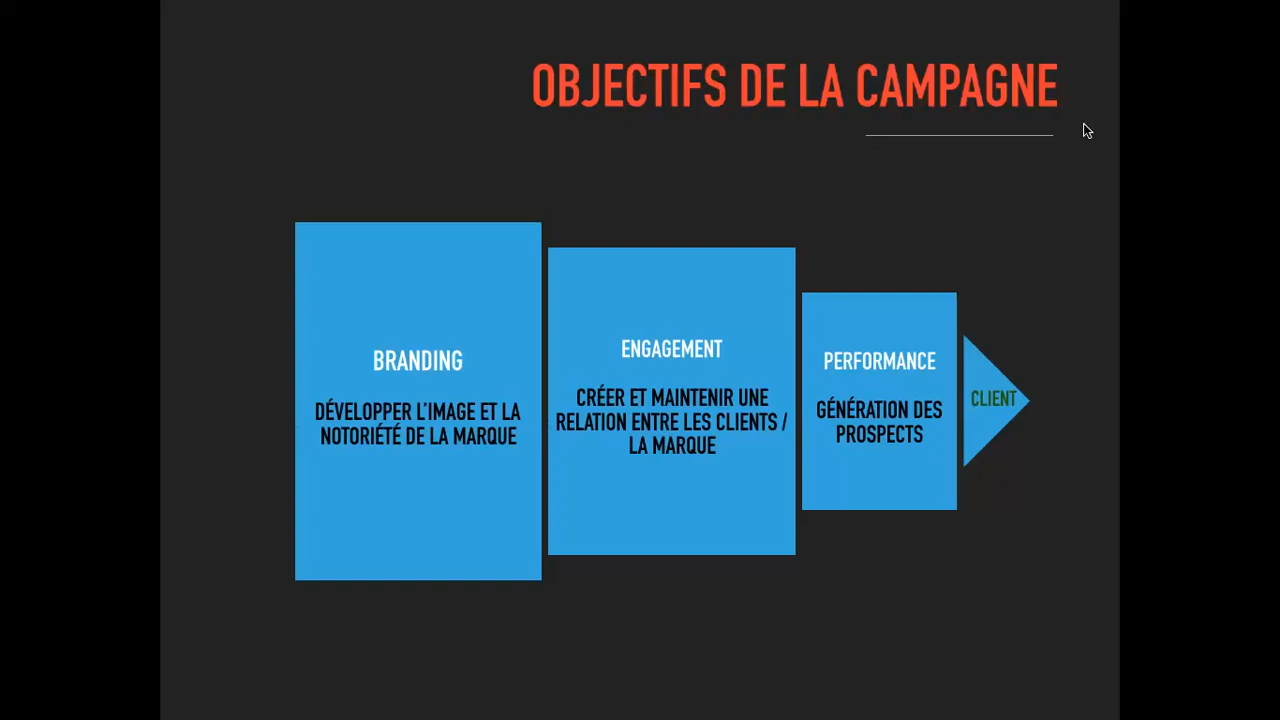 OBJECTIFS DE LA CAMPAGNE
BRANDING
DÉVELOPPER L'IMAGE ET LA
NOTORIÉTÉ DE LA MARQUE
ENGAGEMENT
CRÉER ET MAINTENIR UNE
RELATION ENTRE LES CLIENTS /
LA MARQUE
PERFORMANCE
GÉNÉRATION DES
PROSPECTS
CLIENT